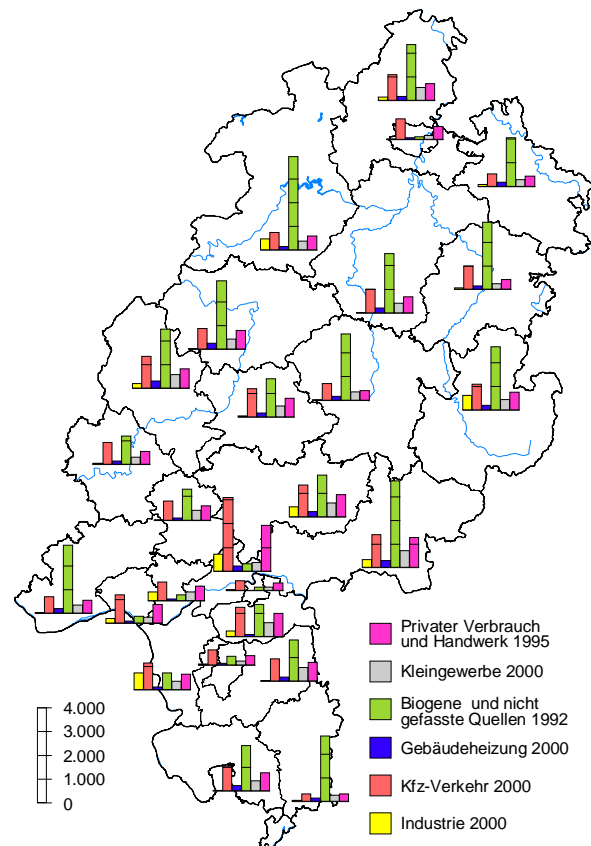 Privater Verbrauch
und Handwerk 1995
Kleingewerbe 2000
Biogene und nicht
gefasste Quellen 1992
Gebäudeheizung 2000
Kfz-Verkehr 2000
Industrie 2000
4.000
3.000
2.000
1.000
0